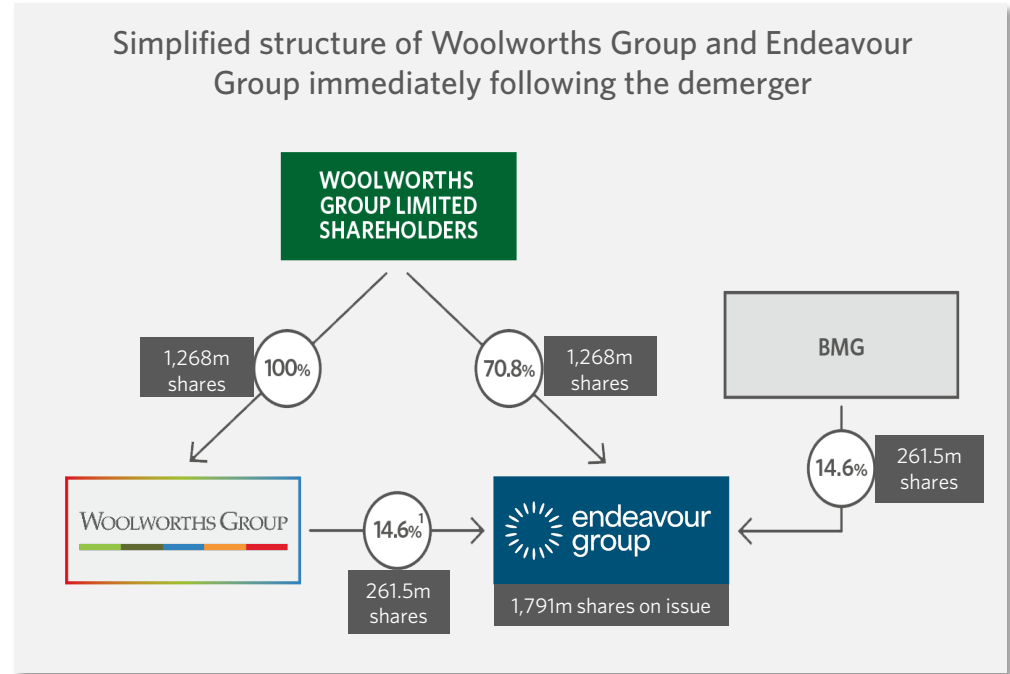 Simplified structure of Woolworths Group and Endeavour
Group immediately following the demerger
WOOLWORTHS
GROUP LIMITED
SHAREHOLDERS
BMG
1,268m
shares
100%
70.8%
1,268m
shares
14.6%
261.5m
shares
WOOLWORTHS GROUP
14.6%¹
261.5m
shares
endeavour
group
1,791m shares on issue